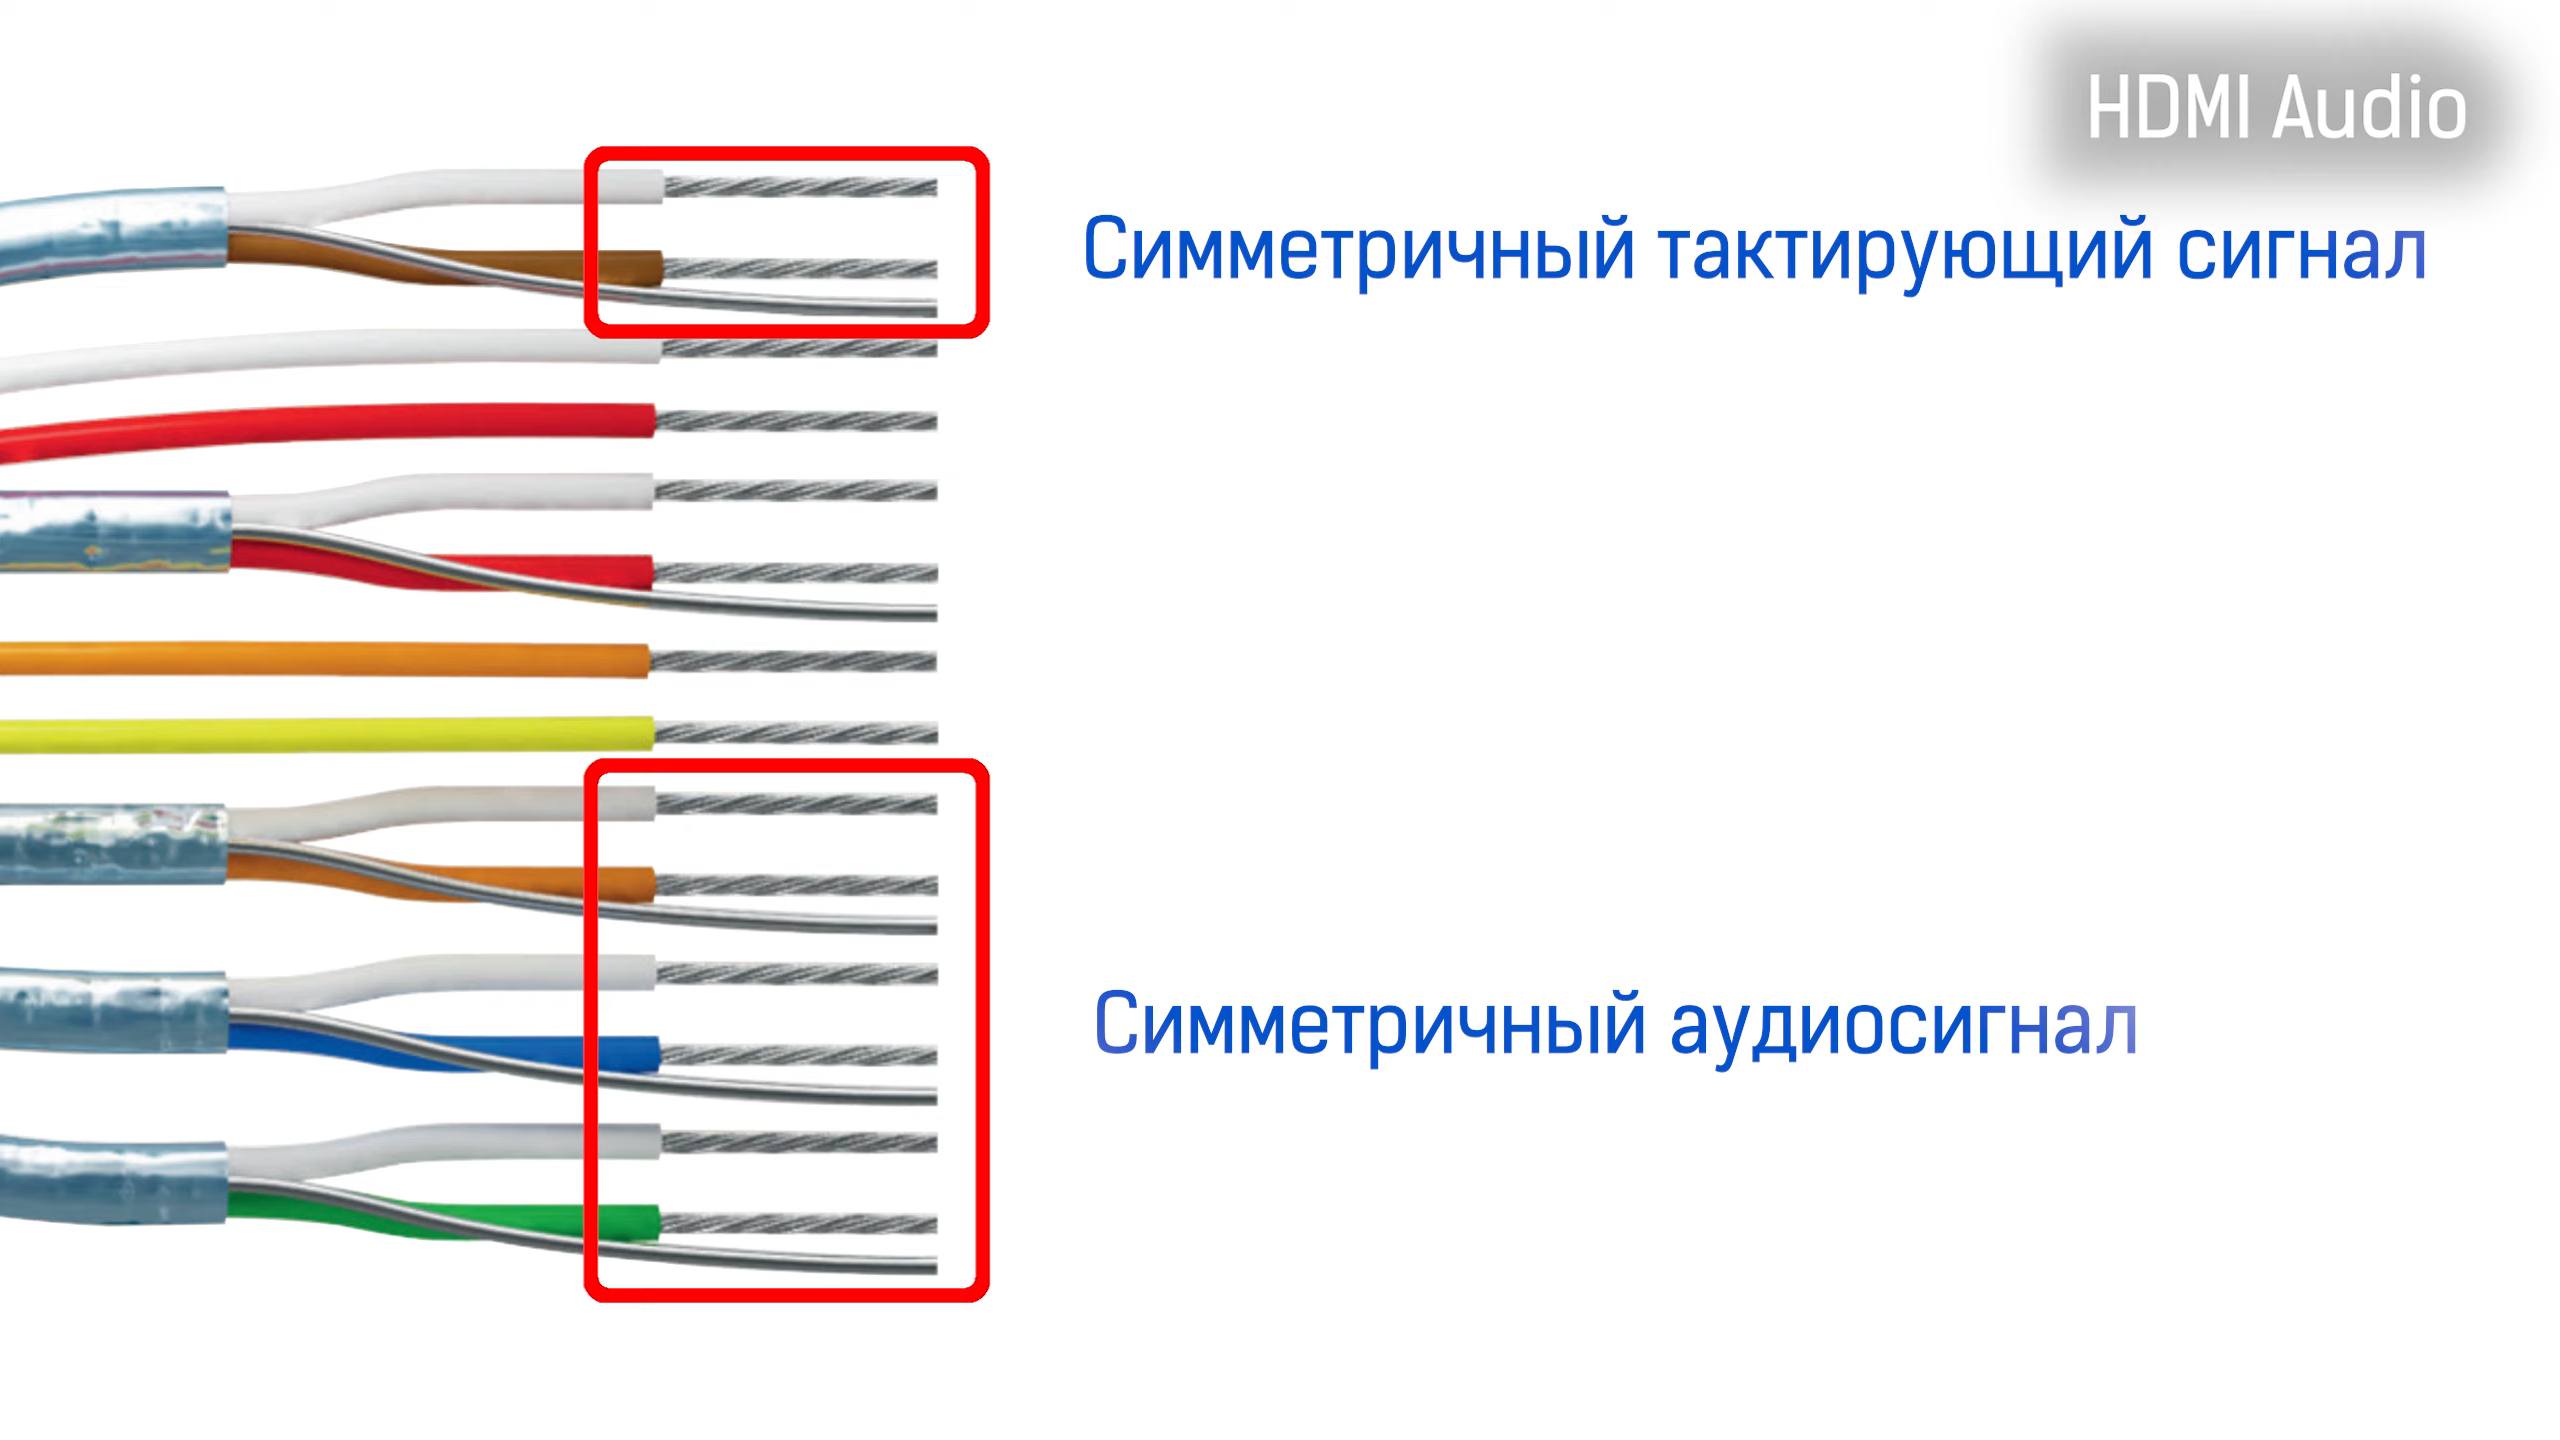 HDMI Audio
Симметричный тактирующий сигнал
Симметричный аудиосигнал